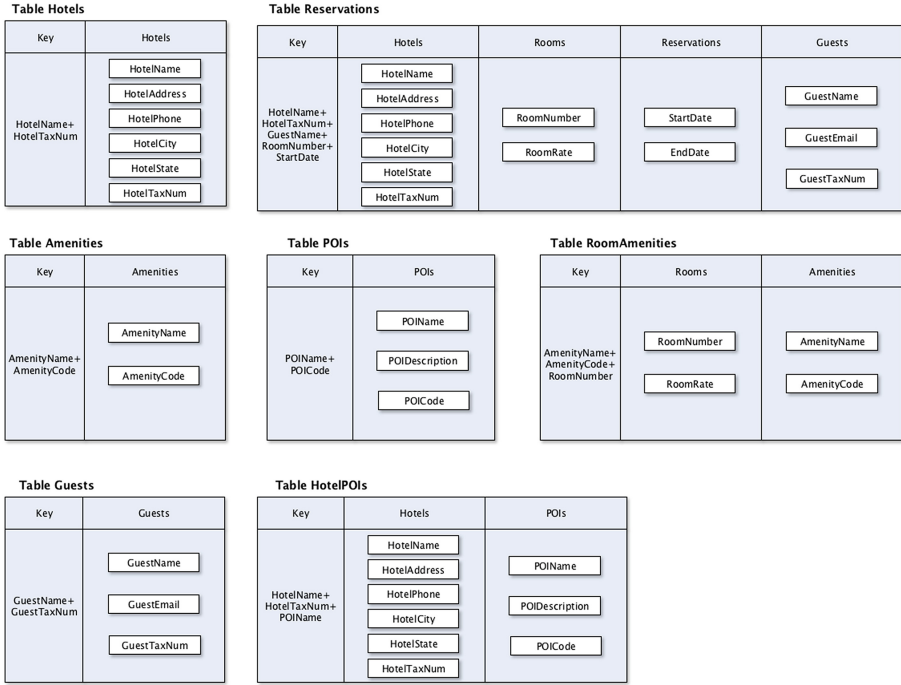 Table Hotels
Key
Hotels
HotelName+
HotelTaxNum
HotelName
HotelAddress
HotelPhone
HotelCity
HotelState
HotelTaxNum
Table Reservations
Key
Hotels
Rooms
Reservations
Guests
HotelName+
HotelTaxNum+
GuestName+
RoomNumber+
StartDate
HotelName
HotelAddress
HotelPhone
HotelCity
HotelState
HotelTaxNum
RoomNumber
RoomRate
StartDate
EndDate
GuestName
GuestEmail
GuestTaxNum
Table Amenities
Key
Amenities
AmenityName+
AmenityCode
AmenityName
AmenityCode
Table POIs
Key
POIs
POIName+
POICode
POIName
POIDescription
POICode
Table RoomAmenities
Key
Rooms
Amenities
AmenityName+
AmenityCode+
RoomNumber
RoomNumber
RoomRate
AmenityName
AmenityCode
Table Guests
Key
Guests
GuestName+
GuestTaxNum
GuestName
GuestEmail
GuestTaxNum
Table HotelPOIs
Key
Hotels
POIs
HotelName+
HotelTaxNum+
POIName
HotelName
HotelAddress
HotelPhone
HotelCity
HotelState
HotelTaxNum
POIName
POIDescription
POICode